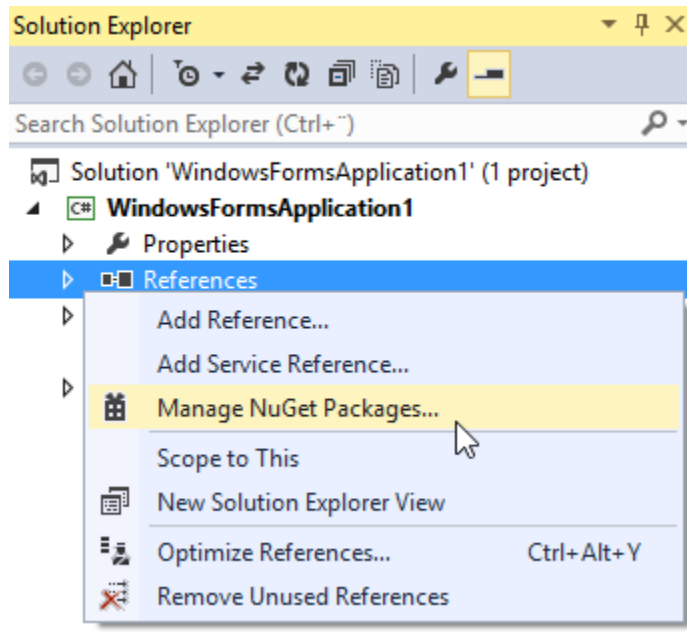 Solution Explorer
Search Solution Explorer (Ctrl+¨)
Solution 'WindowsFormsApplication1' (1 project)
C# WindowsFormsApplication1
Properties
References
Add Reference...
Add Service Reference...
Manage NuGet Packages...
Scope to This
New Solution Explorer View
Optimize References... Ctrl+Alt+Y
Remove Unused References